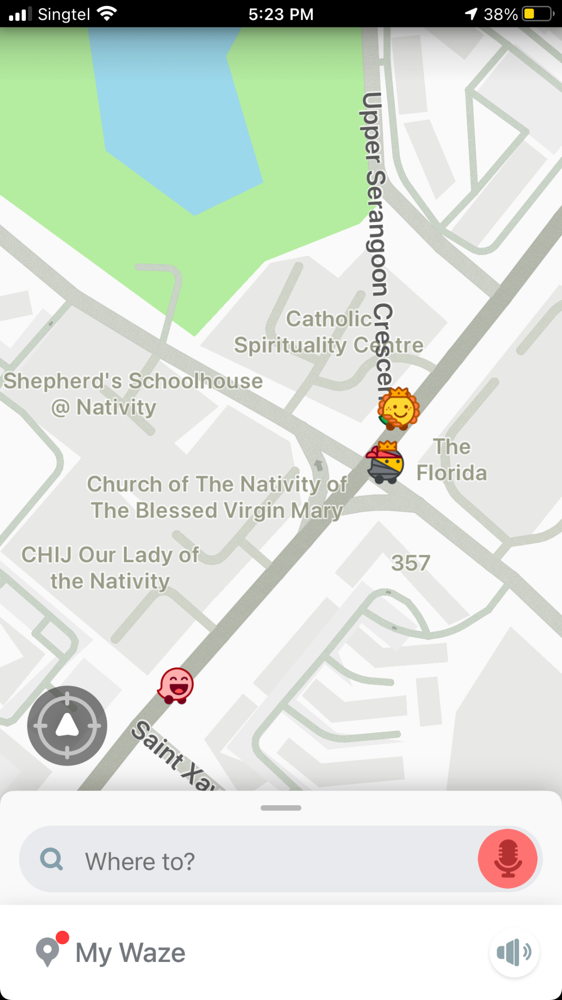 Singtel
5:23 PM
38%
Upper Serangoon Crescen
Catholic
Spirituality Centre
Shepherd's Schoolhouse
@ Nativity
The
Florida
Church of The Nativity of
The Blessed Virgin Mary
CHIJ Our Lady of
the Nativity
357
Saint Xav
Where to?
My Waze